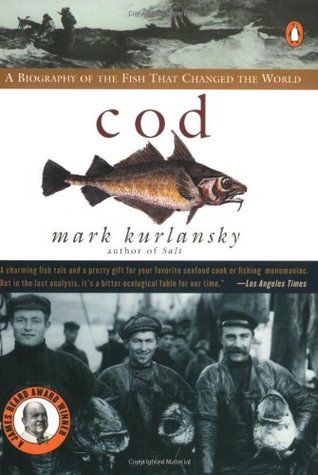 A BIOGRAPHY OF THE FISH THAT CHANGED THE WORLD
cod
mark kurlansky
author of Salt
A charming fish tale and a pretty gift for your favorite seafood cook or fishing monomaniac.
But in the last analysis, it's a bitter ecological fable for our time." —Los Angeles Times
A JAMES BEARD AWARD WINNER
Copyrighted Material